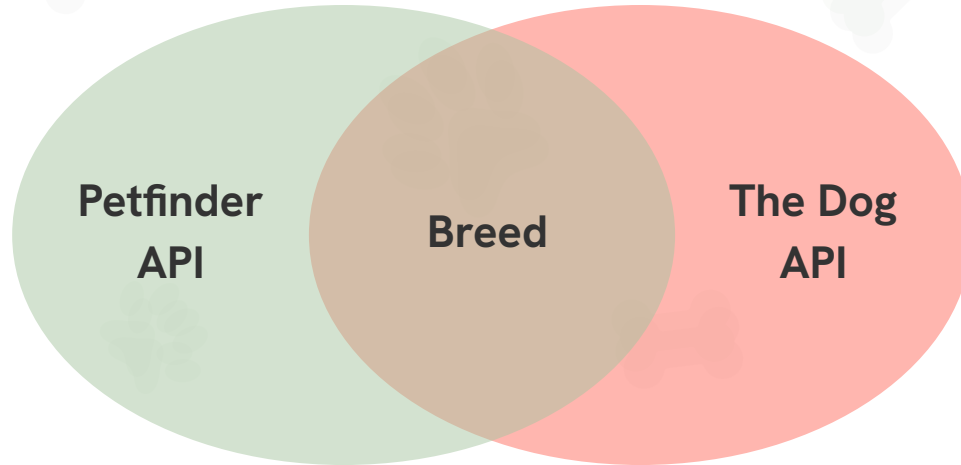 Petfinder
API
Breed
The Dog
API